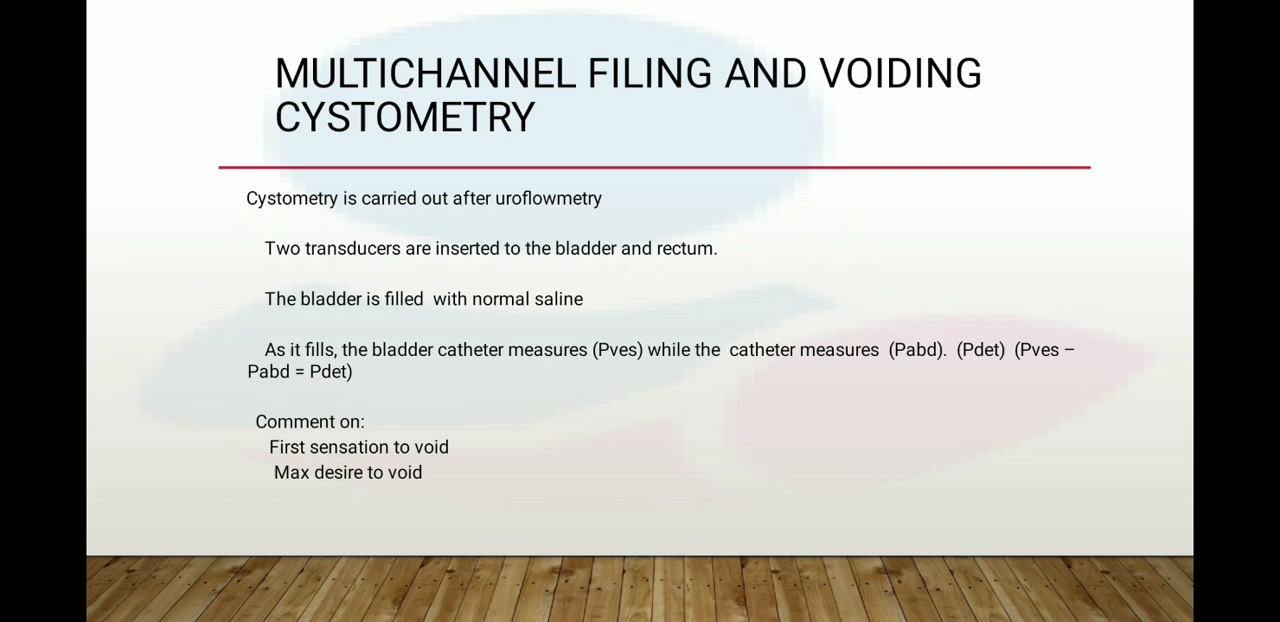 MULTICHANNEL FILING AND VOIDING
CYSTOMETRY
Cystometry is carried out after uroflowmetry
Two transducers are inserted to the bladder and rectum.
The bladder is filled with normal saline
As it fills, the bladder catheter measures (Pves) while the catheter measures (Pabd). (Pdet) (Pves –
Pabd = Pdet)
Comment on:
First sensation to void
Max desire to void